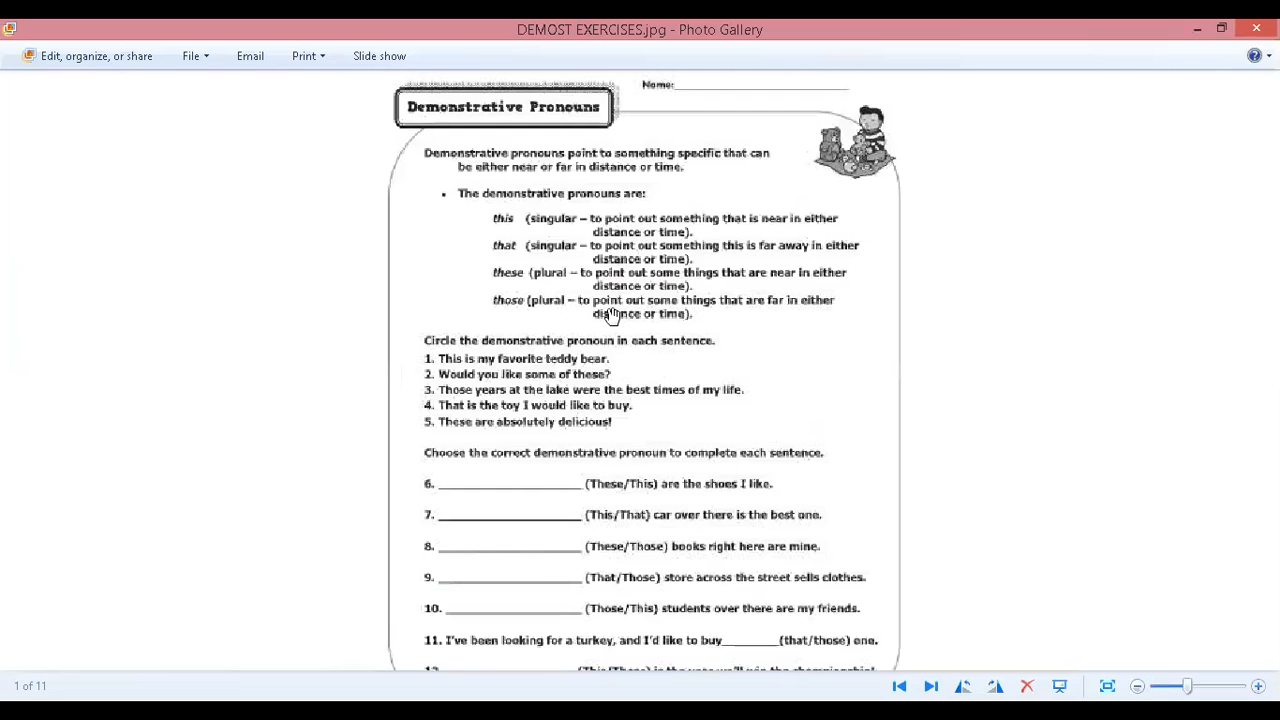 DEMOST EXERCISES.jpg - Photo Gallery
Edit, organize, or share File Email Print Slide show
Name:
Demonstrative Pronouns
Demonstrative pronouns point to something specific that can
be either near or far in distance or time.
• The demonstrative pronouns are:
this (singular – to point out something that is near in either
distance or time).
that (singular – to point out something this is far away in either
distance or time).
these (plural – to point out some things that are near in either
distance or time).
those (plural – to point out some things that are far in either
distance or time).
Circle the demonstrative pronoun in each sentence.
1. This is my favorite teddy bear.
2. Would you like some of these?
3. Those years at the lake were the best times of my life.
4. That is the toy I would like to buy.
5. These are absolutely delicious!
Choose the correct demonstrative pronoun to complete each sentence.
6. ____________________ (These/This) are the shoes I like.
7. ____________________ (This/That) car over there is the best one.
8. ____________________ (These/Those) books right here are mine.
9. ____________________ (That/Those) store across the street sells clothes.
10. ___________________ (Those/This) students over there are my friends.
11. I've been looking for a turkey, and I'd like to buy________ (that/those) one.
1 of 11